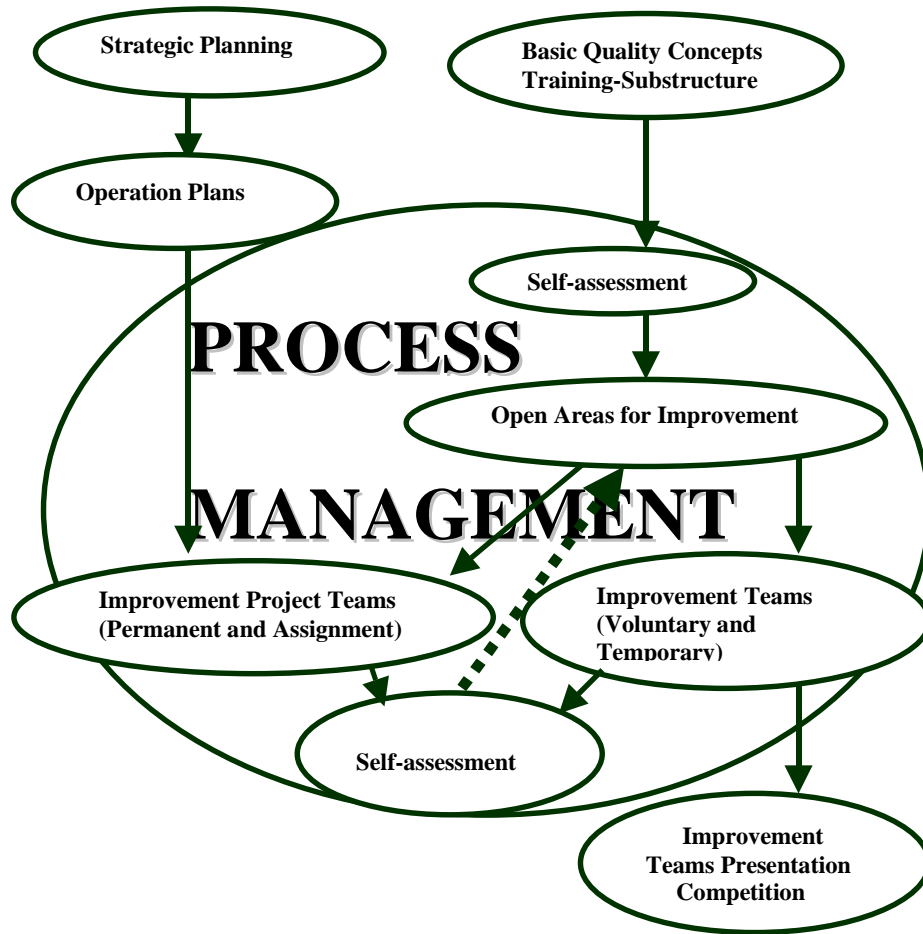 Strategic Planning
Basic Quality Concepts
Training-Substructure
Operation Plans
Self-assessment
PROCESS
Open Areas for Improvement
MANAGEMENT
Improvement Project Teams
(Permanent and Assignment)
Improvement Teams
(Voluntary and
Temporary)
Self-assessment
Improvement
Teams Presentation
Competition